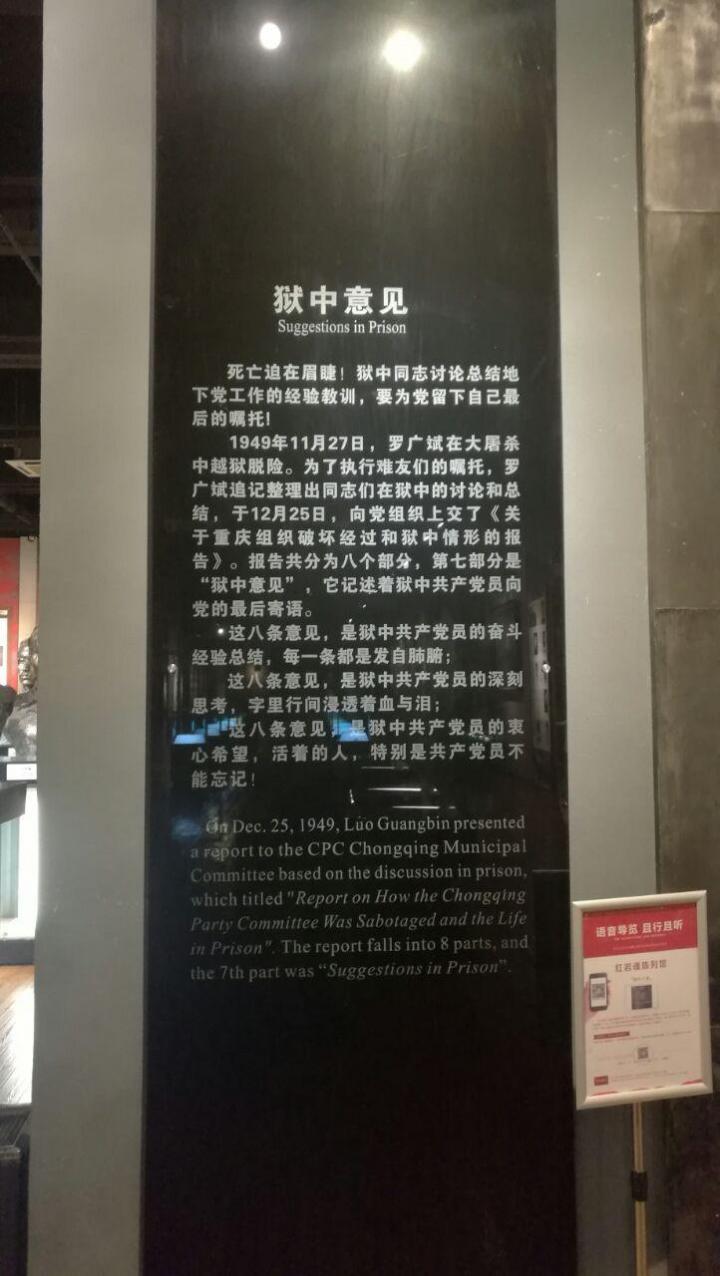 狱中意见
Suggestions in Prison
死亡迫在眉睫！狱中同志讨论总结地
下党工作的经验教训，要为党留下自己最
后的嘱托!
1949年11月27日，罗广斌在大屠杀
中越狱脱险。为了执行难友们的嘱托，罗
广斌追记整理出同志们在狱中的讨论和总
结，于12月25日，向党组织上交了《关
于重庆组织破坏经过和狱中情形的报
告》。报告共分为八个部分，第七部分是
“狱中意见”，它记述着狱中共产党员向
党的最后寄语。
这八条意见，是狱中共产党员的奋斗
经验总结，每一条都是发自肺腑；
这八条意见，是狱中共产党员的深刻
思考，字里行间浸透着血与泪；
这八条意见，是狱中共产党员的衷
心希望，活着的人，特别是共产党员不
能忘记！
On Dec. 25, 1949, Luo Guangbin presented
a report to the CPC Chongqing Municipal
Committee based on the discussion in prison,
which titled "Report on How the Chongqing
Party Committee Was Sabotaged and the Life
in Prison". The report falls into 8 parts, and
the 7th part was “Suggestions in Prison”.
语音导览 且行且听
红岩魂陈列馆